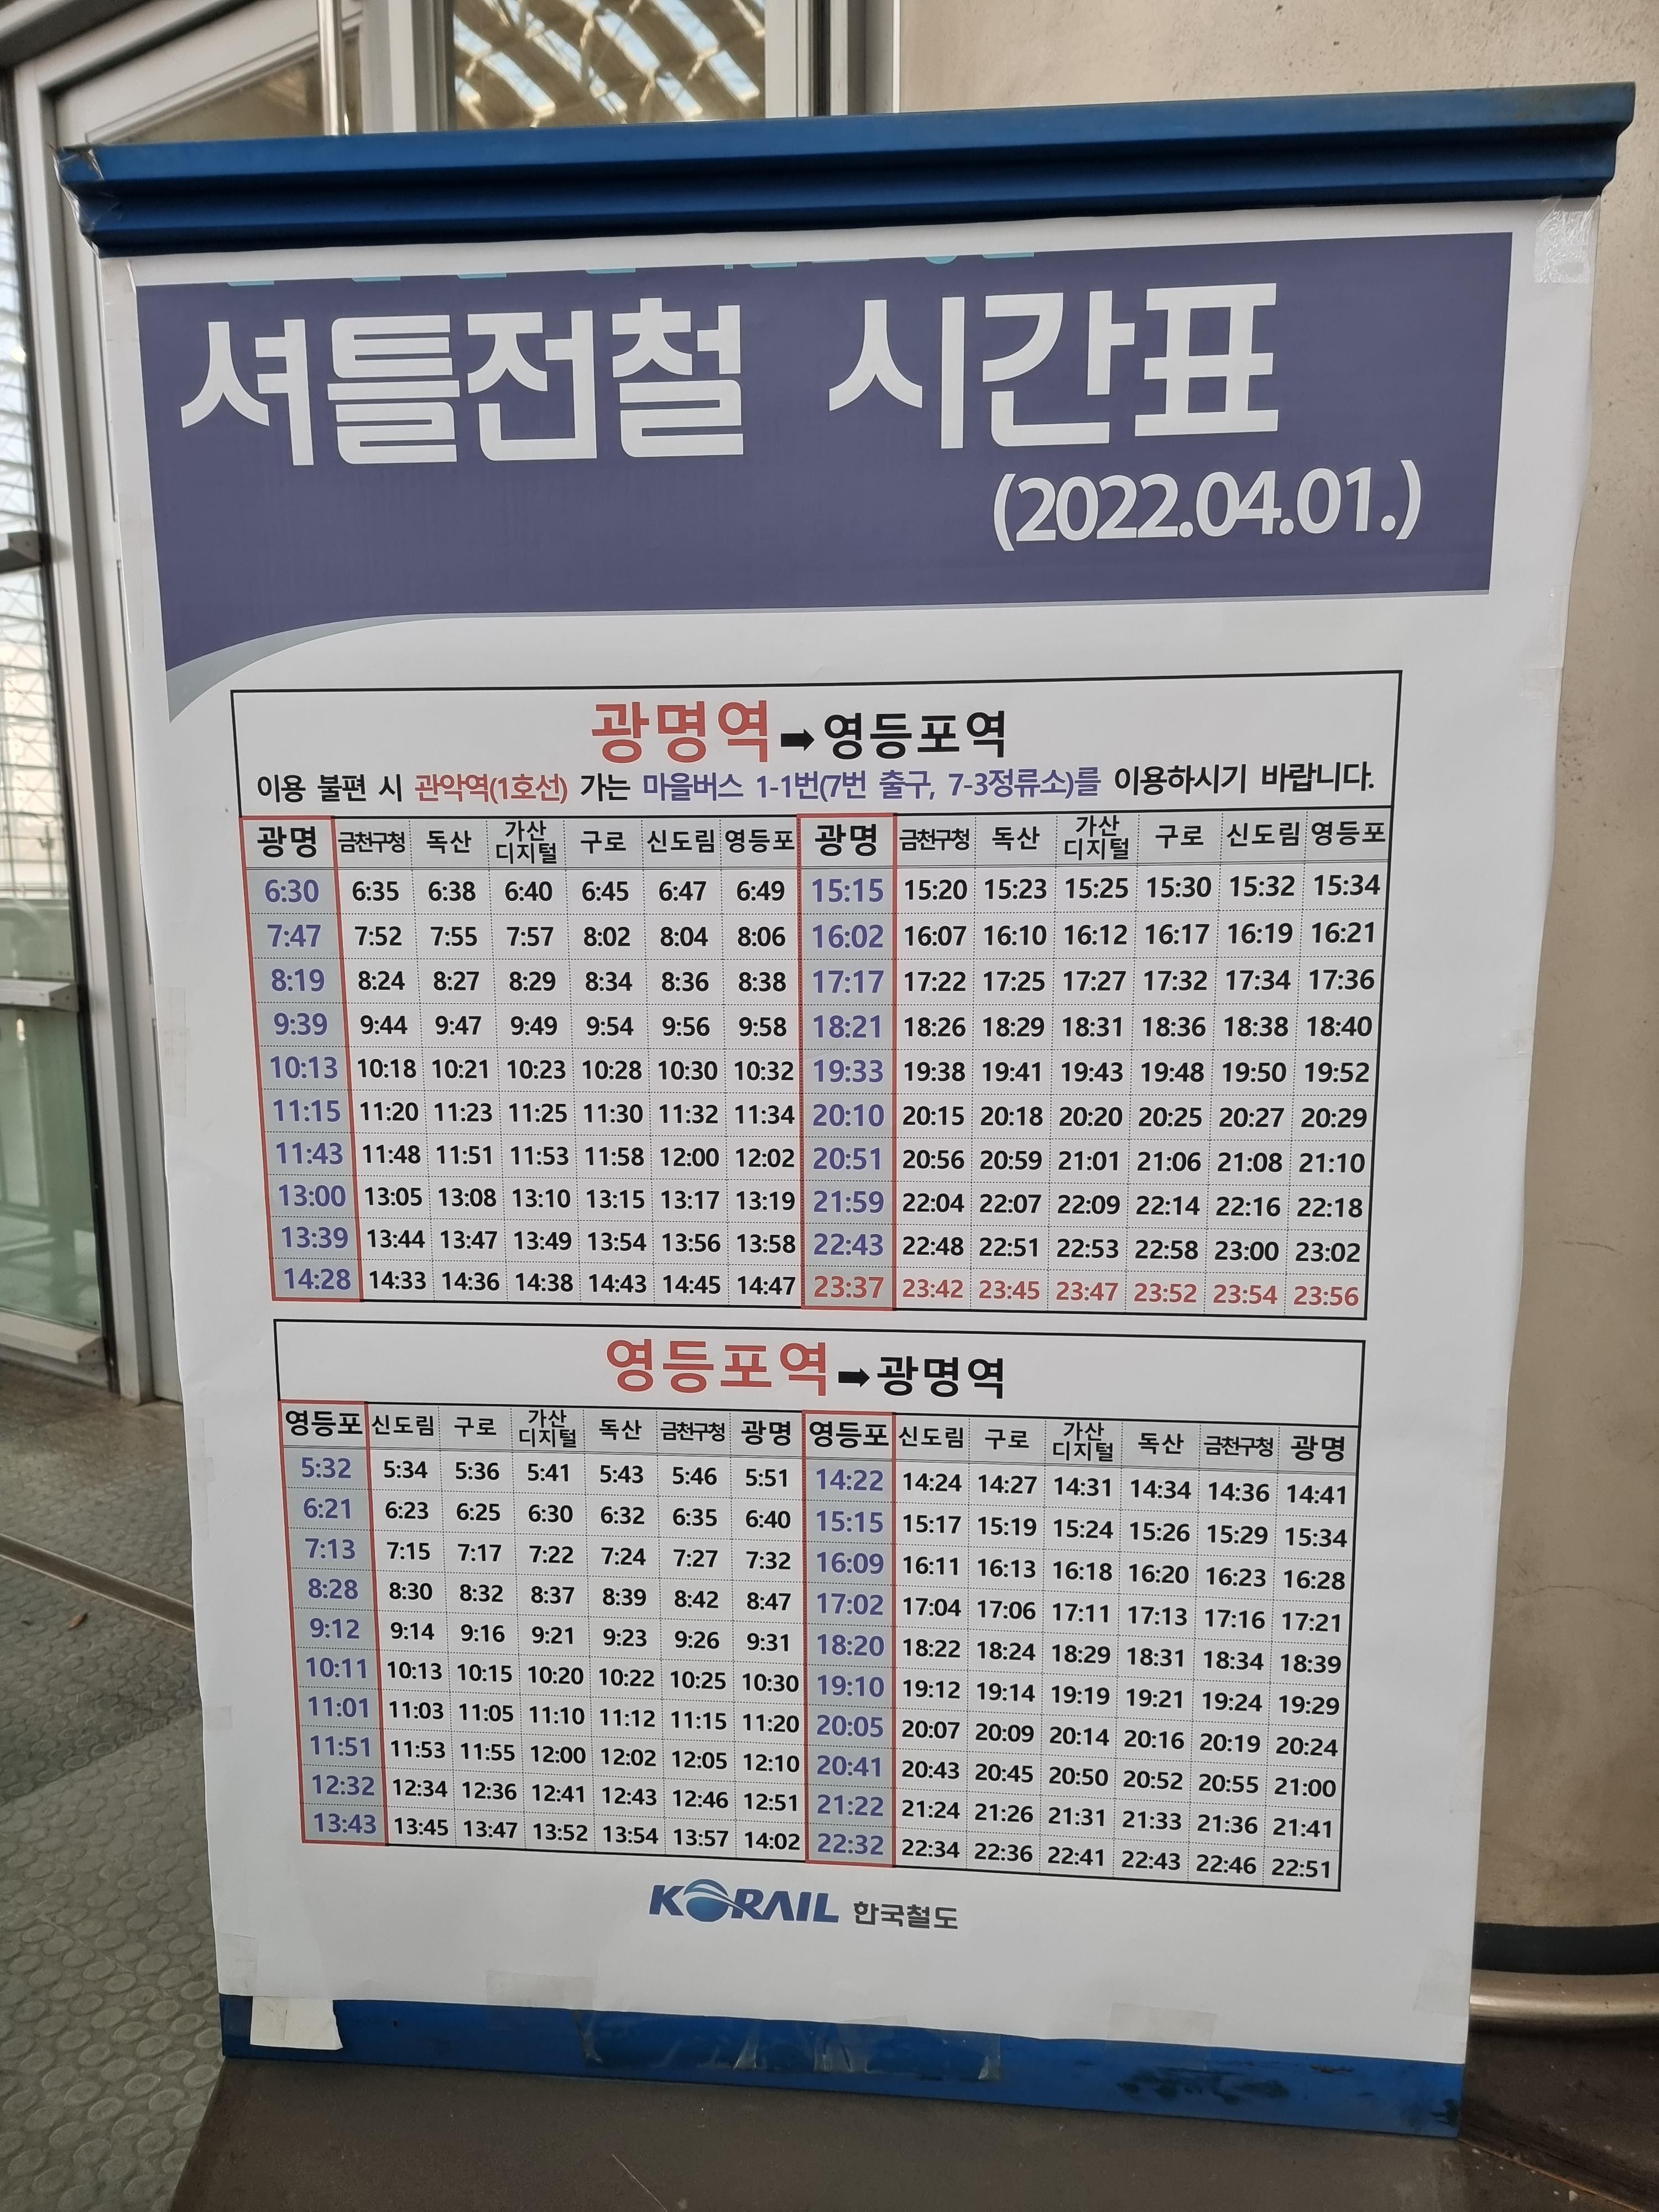 셔틀전철 시간표
(2022.04.01.)
광명역➡영등포역
이용 불편 시 관악역(1호선) 가는 마을버스 1-1번(7번 출구, 7-3정류소)를 이용하시기 바랍니다.
광명 금천구청 독산 가산디지털 구로 신도림 영등포 광명 금천구청 독산 가산디지털 구로 신도림 영등포
6:30 6:35 6:38 6:40 6:45 6:47 6:49 15:15 15:20 15:23 15:25 15:30 15:32 15:34
7:47 7:52 7:55 7:57 8:02 8:04 8:06 16:02 16:07 16:10 16:12 16:17 16:19 16:21
8:19 8:24 8:27 8:29 8:34 8:36 8:38 17:17 17:22 17:25 17:27 17:32 17:34 17:36
9:39 9:44 9:47 9:49 9:54 9:56 9:58 18:21 18:26 18:29 18:31 18:36 18:38 18:40
10:13 10:18 10:21 10:23 10:28 10:30 10:32 19:33 19:38 19:41 19:43 19:48 19:50 19:52
11:15 11:20 11:23 11:25 11:30 11:32 11:34 20:10 20:15 20:18 20:20 20:25 20:27 20:29
11:43 11:48 11:51 11:53 11:58 12:00 12:02 20:51 20:56 20:59 21:01 21:06 21:08 21:10
13:00 13:05 13:08 13:10 13:15 13:17 13:19 21:59 22:04 22:07 22:09 22:14 22:16 22:18
13:39 13:44 13:47 13:49 13:54 13:56 13:58 22:43 22:48 22:51 22:53 22:58 23:00 23:02
14:28 14:33 14:36 14:38 14:43 14:45 14:47 23:37 23:42 23:45 23:47 23:52 23:54 23:56
영등포역➡광명역
영등포 신도림 구로 가산디지털 독산 금천구청 광명 영등포 신도림 구로 가산디지털 독산 금천구청 광명
5:32 5:34 5:36 5:41 5:43 5:46 5:51 14:22 14:24 14:27 14:31 14:34 14:36 14:41
6:21 6:23 6:25 6:30 6:32 6:35 6:40 15:15 15:17 15:19 15:24 15:26 15:29 15:34
7:13 7:15 7:17 7:22 7:24 7:27 7:32 16:09 16:11 16:13 16:18 16:20 16:23 16:28
8:28 8:30 8:32 8:37 8:39 8:42 8:47 17:02 17:04 17:06 17:11 17:13 17:16 17:21
9:12 9:14 9:16 9:21 9:23 9:26 9:31 18:20 18:22 18:24 18:29 18:31 18:34 18:39
10:11 10:13 10:15 10:20 10:22 10:25 10:30 19:10 19:12 19:14 19:19 19:21 19:24 19:29
11:01 11:03 11:05 11:10 11:12 11:15 11:20 20:05 20:07 20:09 20:14 20:16 20:19 20:24
11:51 11:53 11:55 12:00 12:02 12:05 12:10 20:41 20:43 20:45 20:50 20:52 20:55 21:00
12:32 12:34 12:36 12:41 12:43 12:46 12:51 21:22 21:24 21:26 21:31 21:33 21:36 21:41
13:43 13:45 13:47 13:52 13:54 13:57 14:02 22:32 22:34 22:36 22:41 22:43 22:46 22:51
KORAIL 한국철도